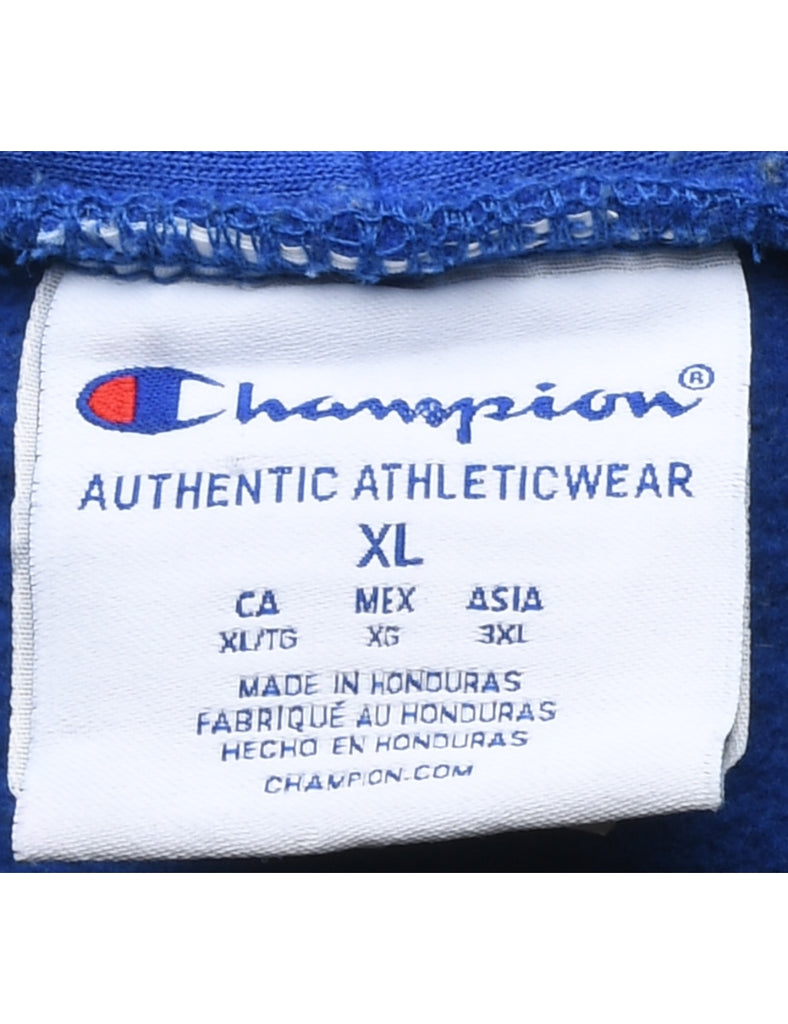 Champion®
AUTHENTIC ATHLETICWEAR
XL
CA MEX ASIA
XL/TG XG 3XL
MADE IN HONDURAS
FABRIQUÉ AU HONDURAS
HECHO EN HONDURAS
CHAMPION.COM